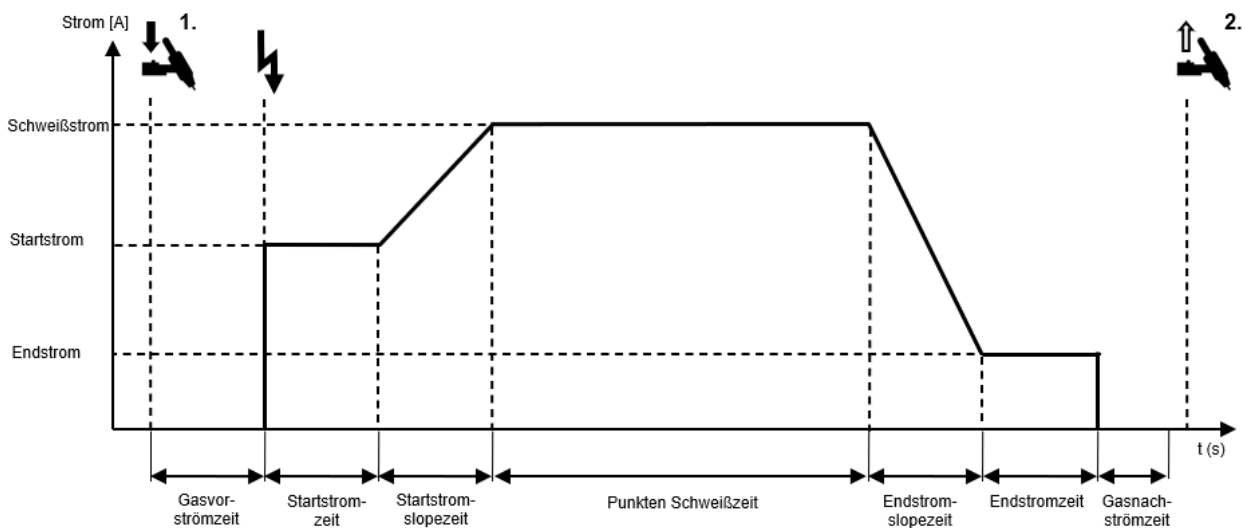 Strom [A]
1.
2.
Schweißstrom
Startstrom
Endstrom
t (s)
Gasvor-
strömzeit
Startstrom-
zeit
Startstrom-
slopezeit
Punkten Schweißzeit
Endstrom-
slopezeit
Endstromzeit
Gasnach-
strömzeit